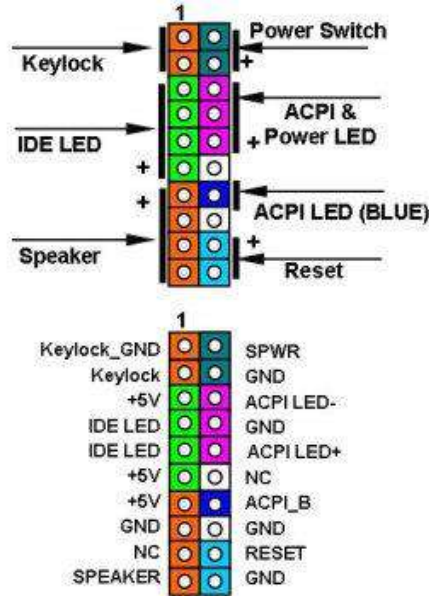 1
Power Switch
Keylock
+
ACPI &
Power LED
IDE LED
+
+
+
ACPI LED (BLUE)
Speaker
+
Reset
1
Keylock_GND SPWR
Keylock GND
+5V ACPI LED-
IDE LED GND
IDE LED ACPI LED+
+5V NC
+5V ACPI_B
GND GND
NC RESET
SPEAKER GND